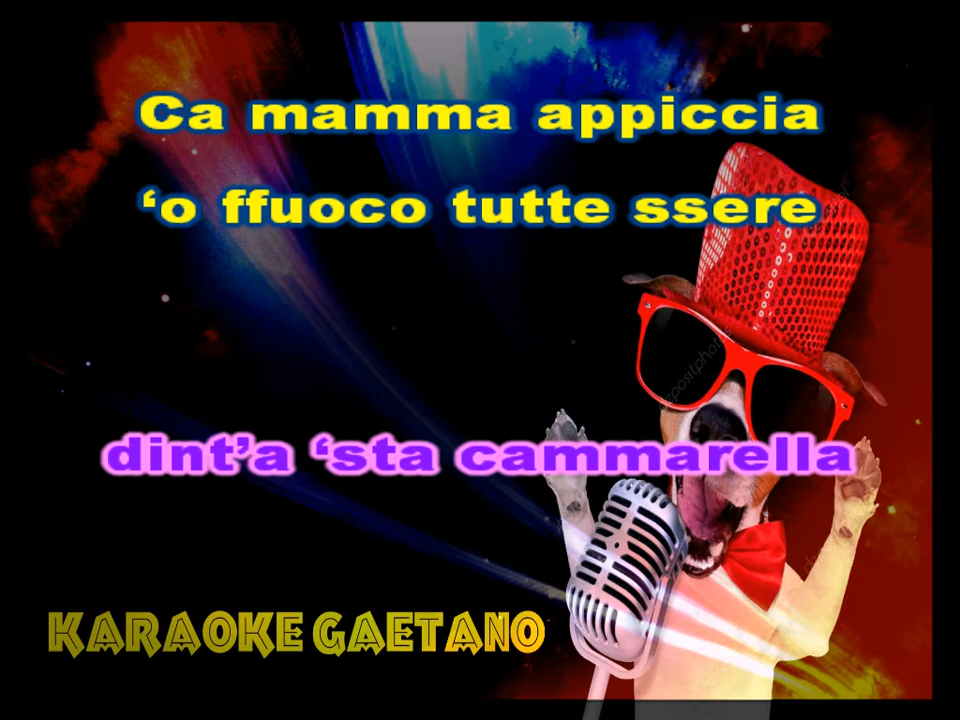 Ca mamma appiccia
‘o ffuoco tutte ssere
dint’a ‘sta cammarella
KARAOKE GAETANO